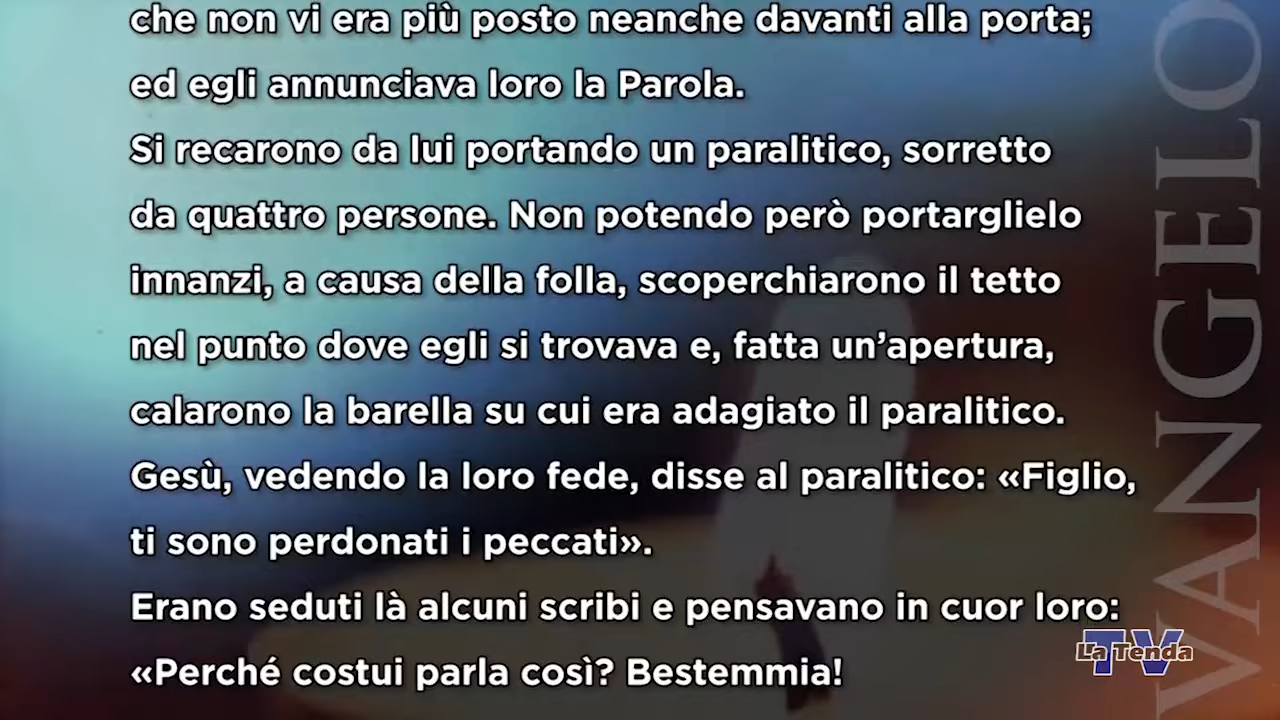 che non vi era più posto neanche davanti alla porta;
ed egli annunciava loro la Parola.
Si recarono da lui portando un paralitico, sorretto
da quattro persone. Non potendo però portarglielo
innanzi, a causa della folla, scoperchiarono il tetto
nel punto dove egli si trovava e, fatta un’apertura,
calarono la barella su cui era adagiato il paralitico.
Gesù, vedendo la loro fede, disse al paralitico: «Figlio,
ti sono perdonati i peccati».
Erano seduti là alcuni scribi e pensavano in cuor loro:
«Perché costui parla così? Bestemmia!
VANGELO
TV
La Tenda